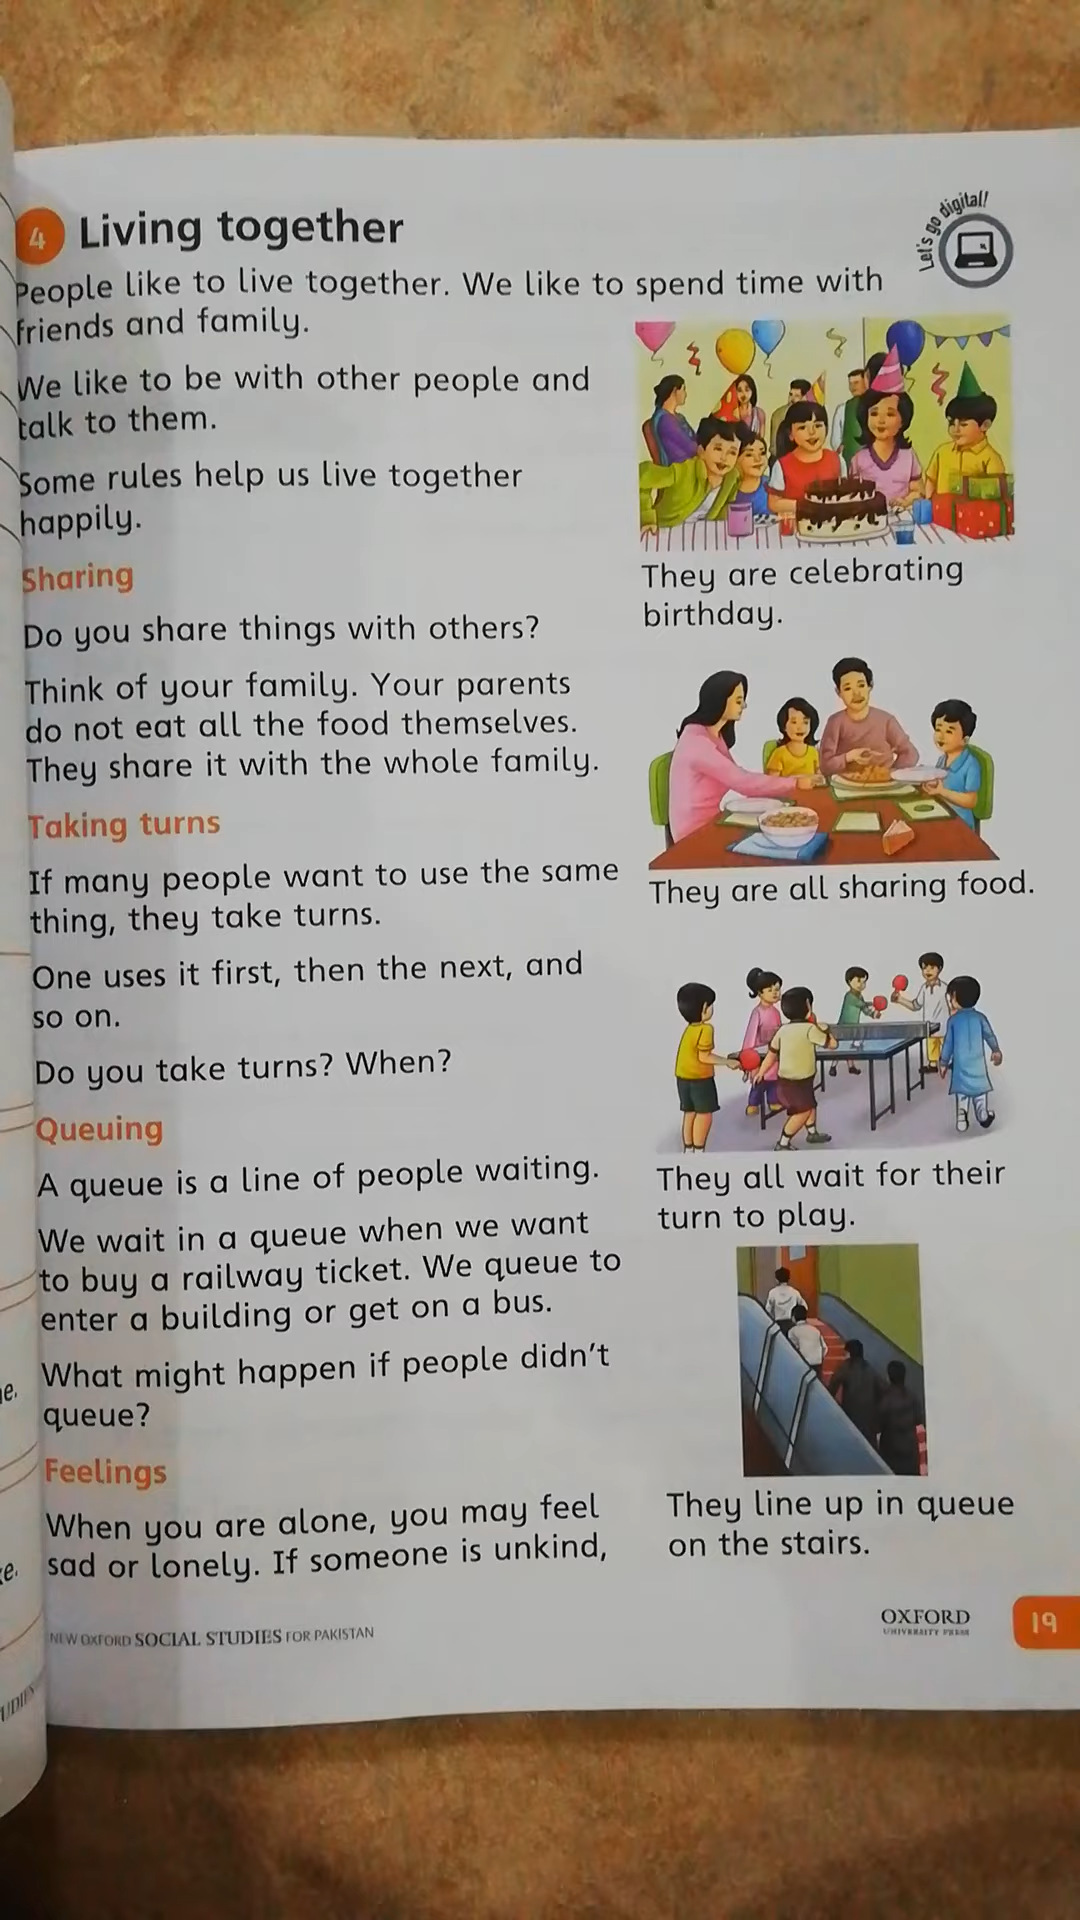 4 Living together
Let's go digital!
People like to live together. We like to spend time with
friends and family.
We like to be with other people and
talk to them.
Some rules help us live together
happily.
They are celebrating
birthday.
Sharing
Do you share things with others?
Think of your family. Your parents
do not eat all the food themselves.
They share it with the whole family.
They are all sharing food.
Taking turns
If many people want to use the same
thing, they take turns.
One uses it first, then the next, and
so on.
Do you take turns? When?
They all wait for their
turn to play.
Queuing
A queue is a line of people waiting.
We wait in a queue when we want
to buy a railway ticket. We queue to
enter a building or get on a bus.
What might happen if people didn't
queue?
They line up in queue
on the stairs.
Feelings
When you are alone, you may feel
sad or lonely. If someone is unkind,
NEW OXFORD SOCIAL STUDIES FOR PAKISTAN
OXFORD
UNIVERSITY PRESS
19